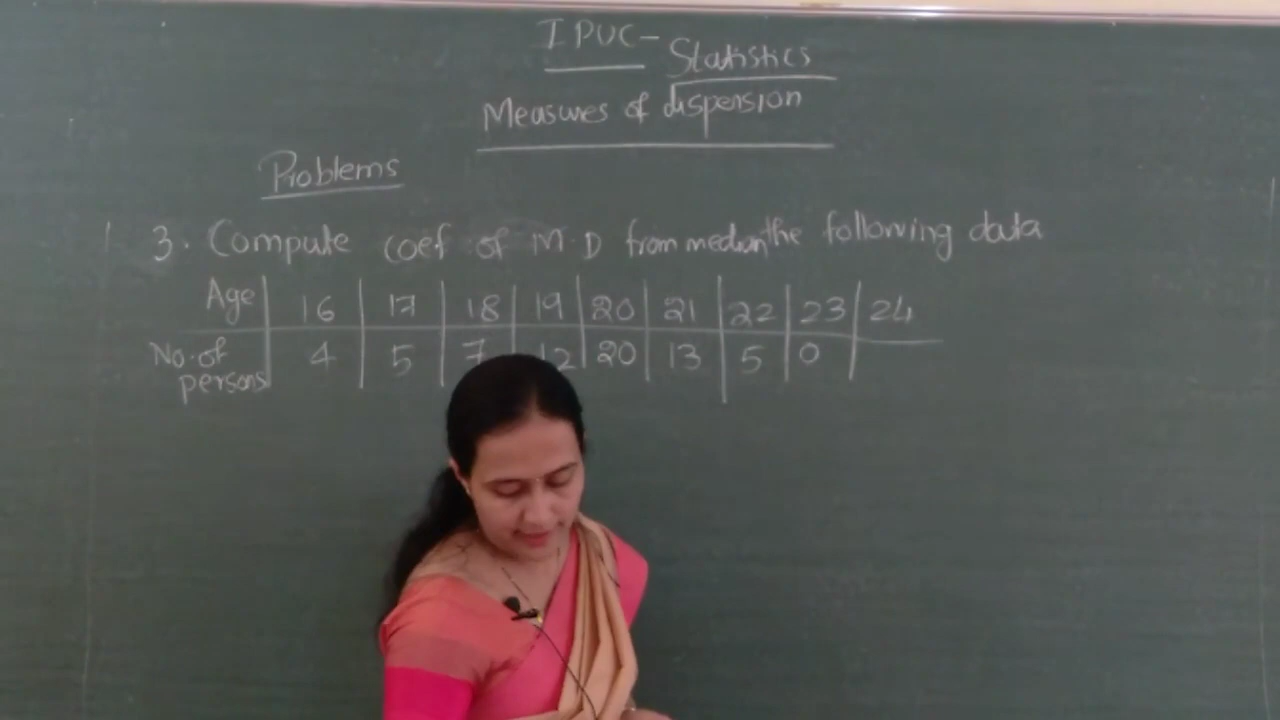 I PUC - Statistics
Measures of dispersion
Problems
3. Compute coef of M.D from median the following data
Age 16 17 18 19 20 21 22 23 24
No. of persons 4 5 7 12 20 13 5 0